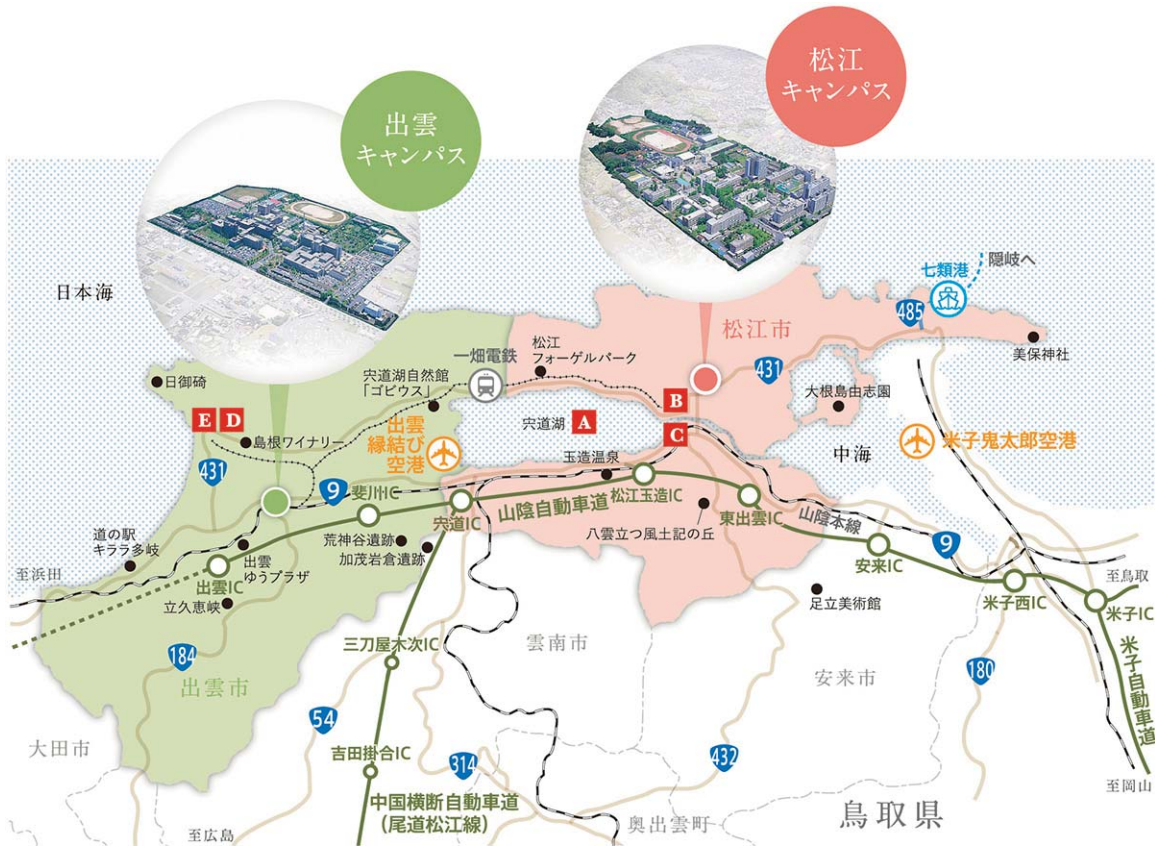 松江
キャンパス
出雲
キャンパス
日本海
隠岐へ
七類港
485
松江市
美保神社
431
一畑電鉄
松江
フォーゲルパーク
宍道湖自然館
「ゴビウス」
日御碕
大根島由志園
E
D
B
宍道湖
A
C
島根ワイナリー
出雲
縁結び
空港
中海
米子鬼太郎空港
玉造温泉
431
9
斐川IC
宍道IC
山陰自動車道
松江玉造IC
東出雲IC
山陰本線
八雲立つ風土記の丘
道の駅
キララ多岐
荒神谷遺跡
加茂岩倉遺跡
出雲
ゆうプラザ
9
安来IC
至浜田
出雲IC
立久恵峡
足立美術館
米子西IC
至鳥取
米子IC
三刀屋木次IC
雲南市
184
出雲市
安来市
180
米子自動車道
54
大田市
吉田掛合IC
314
432
至岡山
中国横断自動車道
(尾道松江線)
鳥取県
至広島
奥出雲町